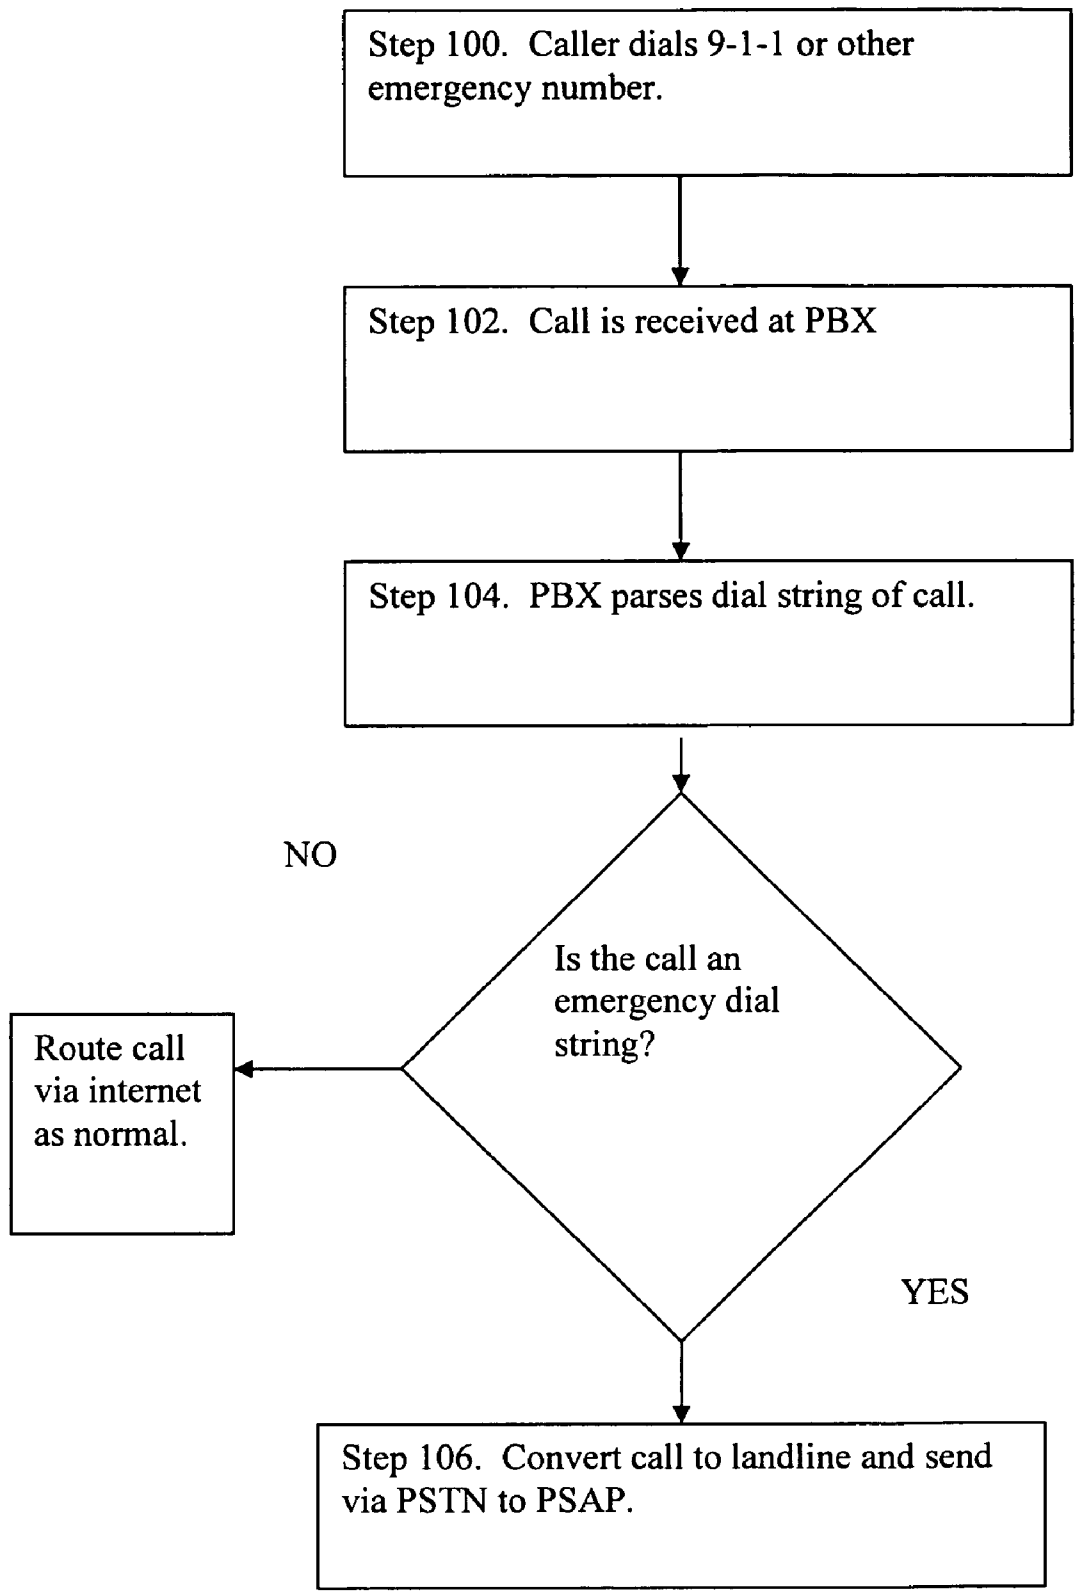 Step 100.  Caller dials 9-1-1 or other
emergency number.
Step 102.  Call is received at PBX
Step 104.  PBX parses dial string of call.
NO
Is the call an
emergency dial
string?
Route call
via internet
as normal.
YES
Step 106.  Convert call to landline and send
via PSTN to PSAP.